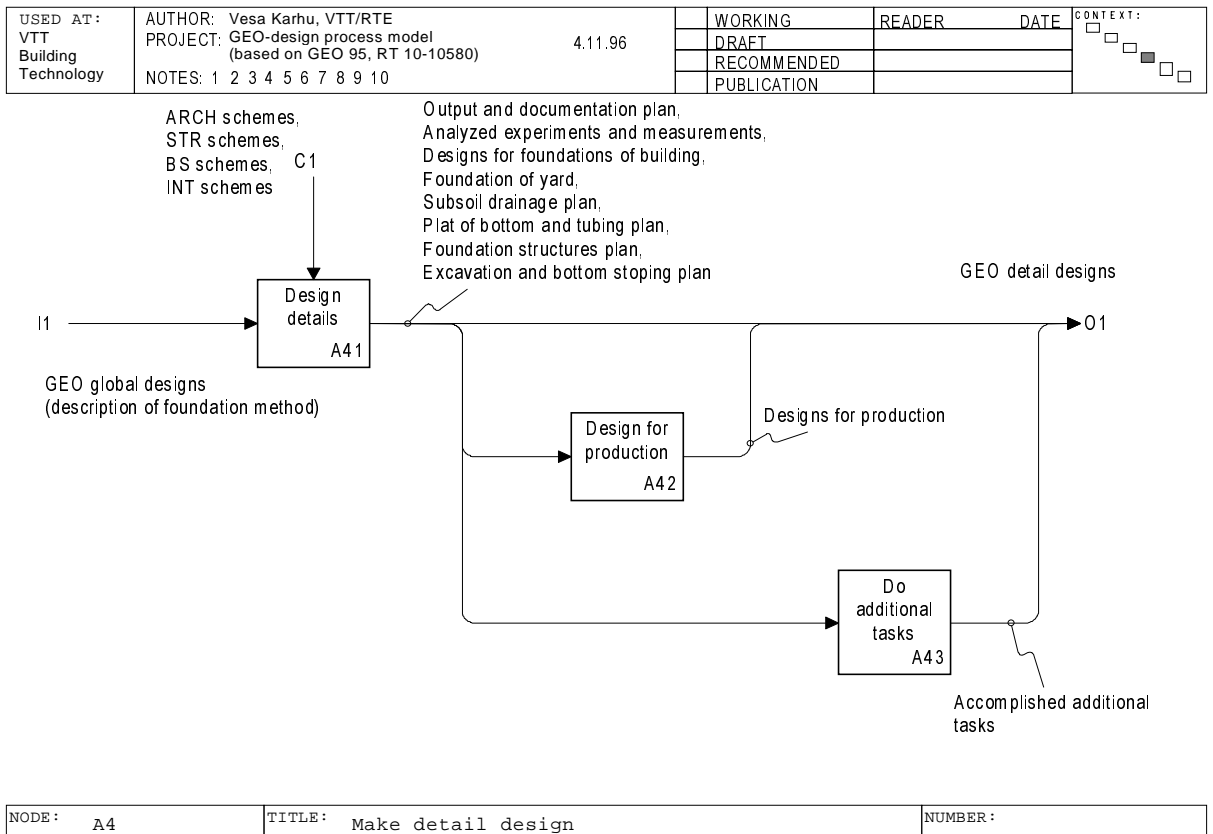 USED AT:
VTT
Building
Technology
AUTHOR: Vesa Karhu, VTT/RTE
PROJECT: GEO-design process model
(based on GEO 95, RT 10-10580)
4.11.96
NOTES: 1 2 3 4 5 6 7 8 9 10
WORKING
DRAFT
RECOMMENDED
PUBLICATION
READER DATE
CONTEXT:
ARCH schemes,
STR schemes,
BS schemes,
INT schemes
C1
Output and documentation plan,
Analyzed experiments and measurements,
Designs for foundations of building,
Foundation of yard,
Subsoil drainage plan,
Plat of bottom and tubing plan,
Foundation structures plan,
Excavation and bottom stoping plan
GEO detail designs
I1
Design
details
A41
O1
GEO global designs
(description of foundation method)
Design for
production
A42
Designs for production
Do
additional
tasks
A43
Accomplished additional
tasks
NODE: A4
TITLE: Make detail design
NUMBER: